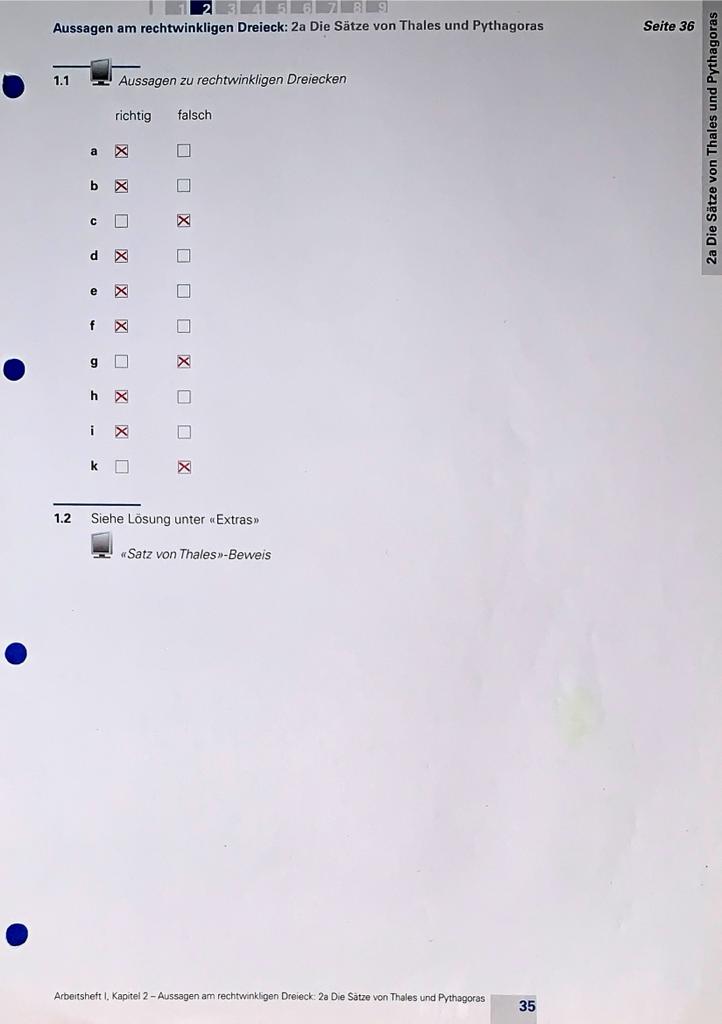 1 2 3 4 5 6 7 8 9
Aussagen am rechtwinkligen Dreieck: 2a Die Sätze von Thales und Pythagoras
Seite 36
2a Die Sätze von Thales und Pythagoras
1.1 Aussagen zu rechtwinkligen Dreiecken
richtig falsch
a
b
c
d
e
f
g
h
i
k
1.2 Siehe Lösung unter «Extras»
«Satz von Thales»-Beweis
Arbeitsheft I, Kapitel 2 – Aussagen am rechtwinkligen Dreieck: 2a Die Sätze von Thales und Pythagoras
35